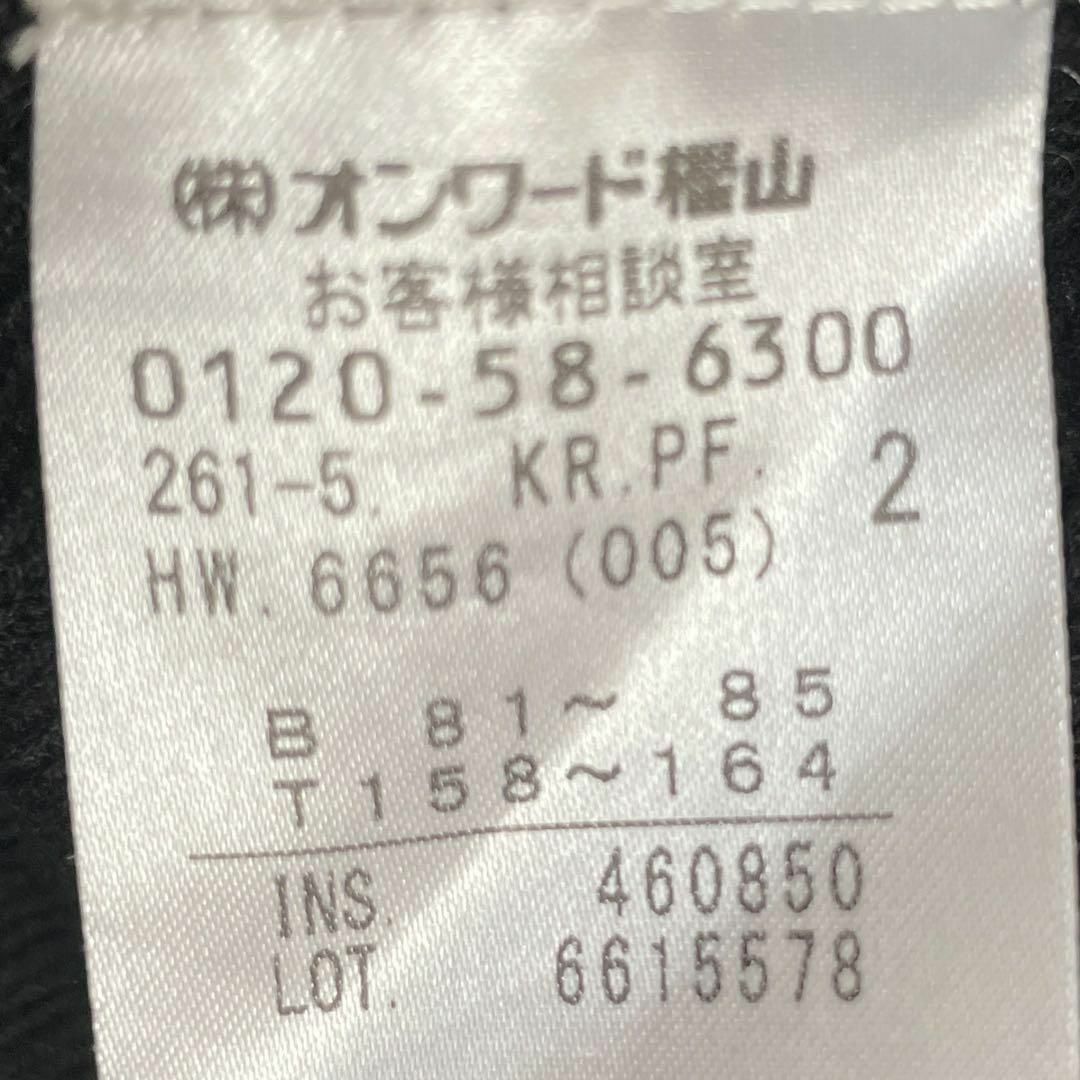 (株)オンワード樫山
お客様相談室
0120-58-6300
261-5. KR.PF. 2
HW. 6656 (005)
B 81～ 85
T 158～164
INS. 460850
LOT. 6615578